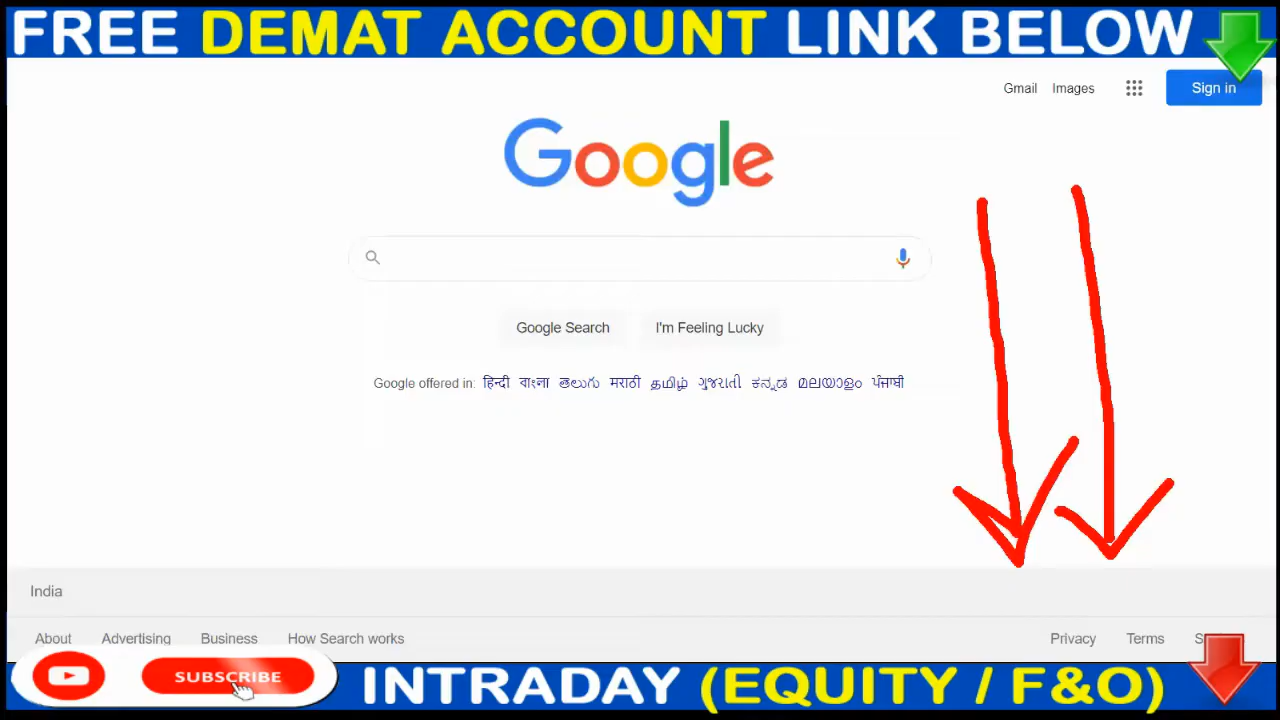 FREE DEMAT ACCOUNT LINK BELOW
Gmail Images Sign in
Google
Google Search I'm Feeling Lucky
Google offered in: हिन्दी বাংলা తెలుగు मराठी தமிழ் ગુજરાતી ಕನ್ನಡ മലയാളം ਪੰਜਾਬੀ
India
About Advertising Business How Search works Privacy Terms
SUBSCRIBE INTRADAY (EQUITY / F&O)